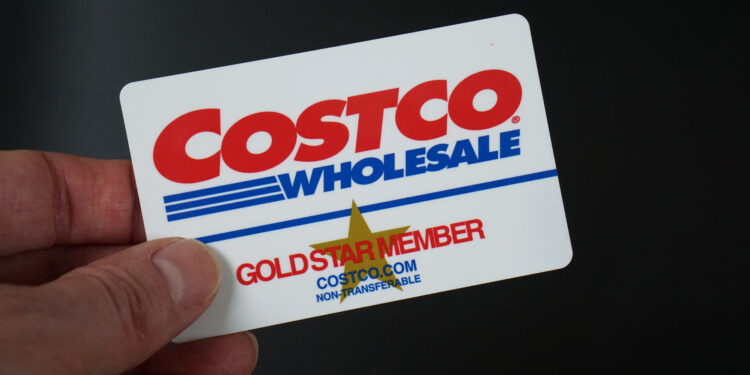 COSTCO®
WHOLESALE
GOLD STAR MEMBER
COSTCO.COM
NON-TRANSFERABLE